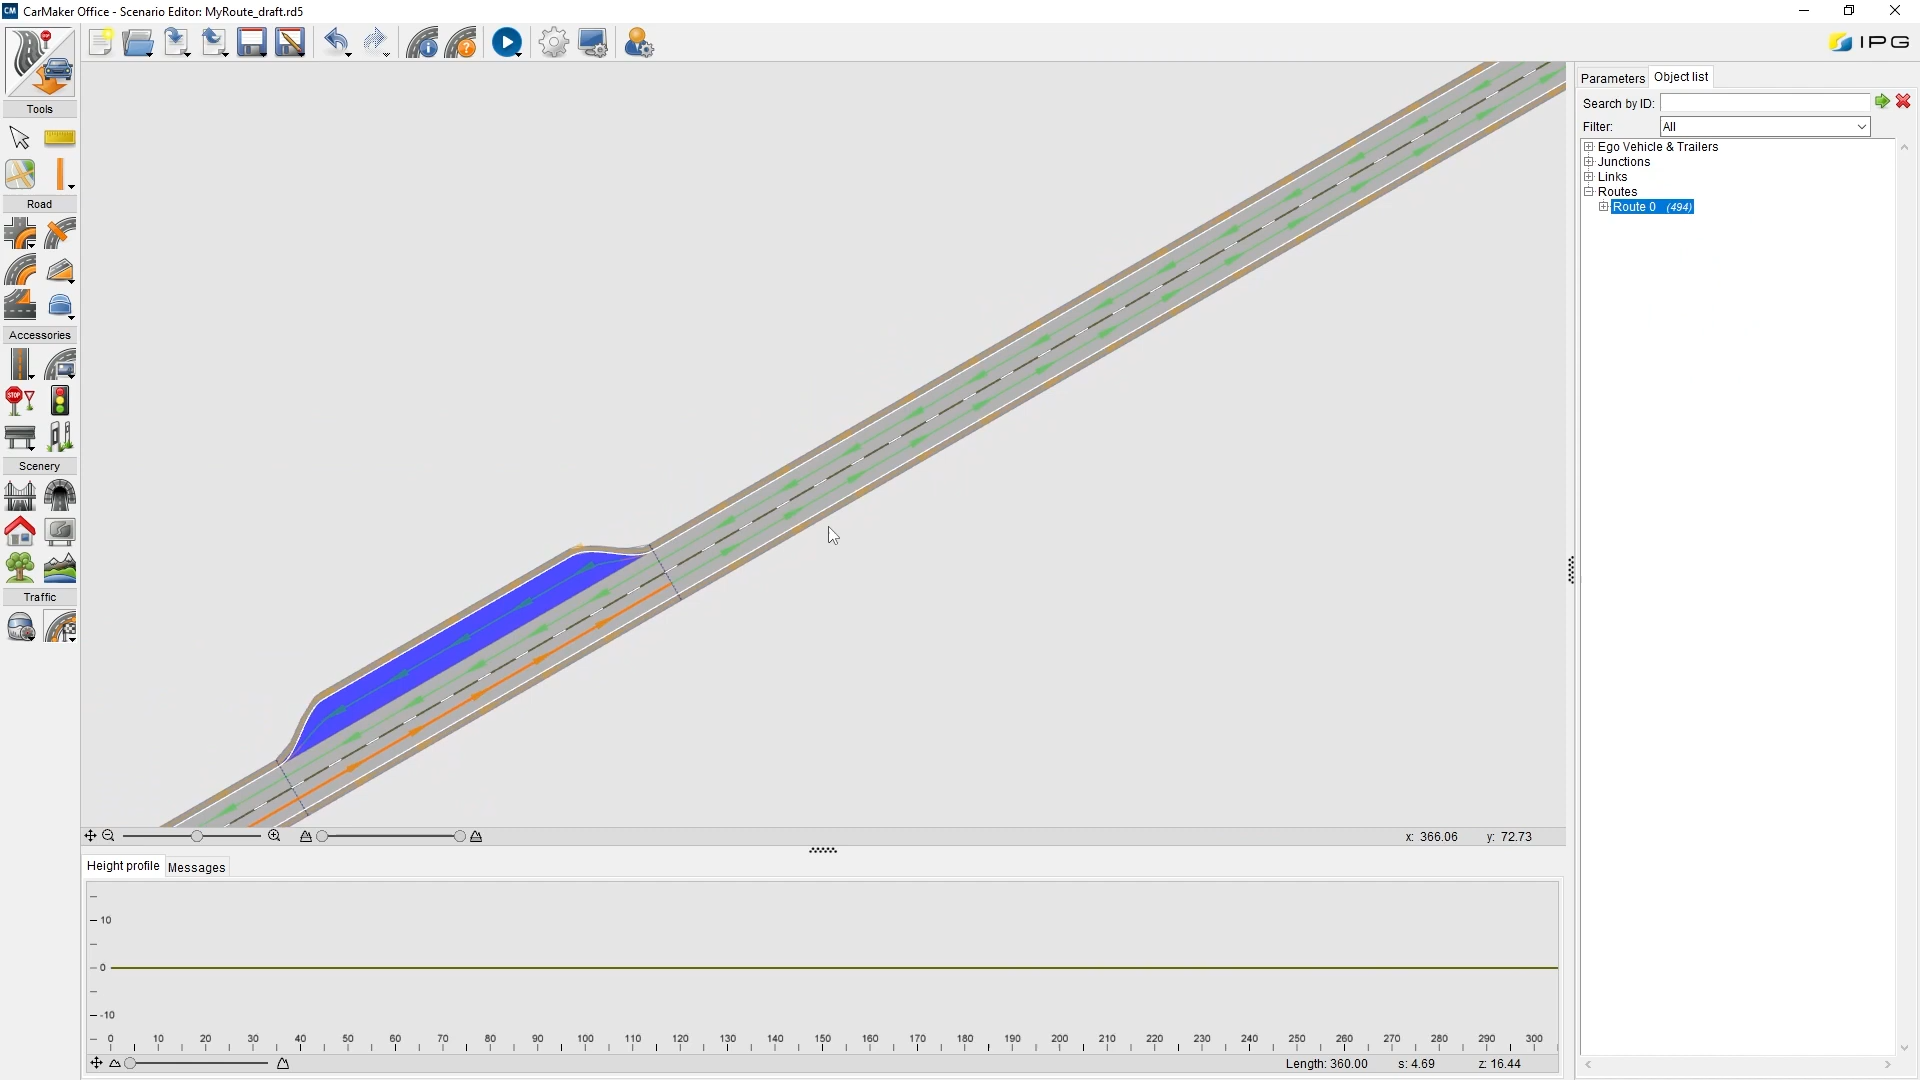 CM CarMaker Office - Scenario Editor: MyRoute_draft.rd5
IPG
Tools
Road
Accessories
STOP
Scenery
Traffic
Parameters Object list
Search by ID:
Filter: All
Ego Vehicle & Trailers
Junctions
Links
Routes
Route 0 (494)
x: 366.06 y: 72.73
Height profile Messages
10
0
-10
0 10 20 30 40 50 60 70 80 90 100 110 120 130 140 150 160 170 180 190 200 210 220 230 240 250 260 270 280 290 300
Length: 360.00 s: 4.69 z: 16.44